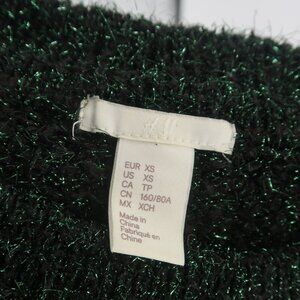 EUR XS
US XS
CA TP
CN 160/80A
MX XCH
Made in
China
Fabriqué en
Chine